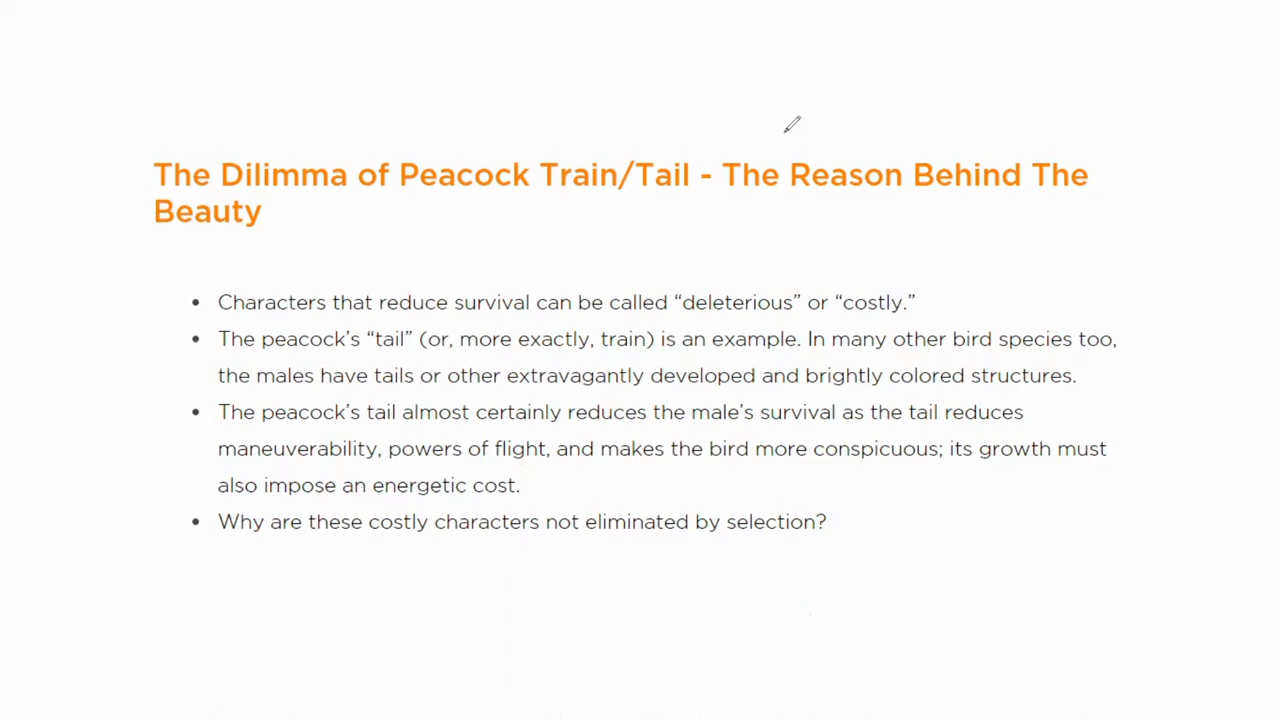 The Dilimma of Peacock Train/Tail - The Reason Behind The
Beauty
• Characters that reduce survival can be called “deleterious” or “costly.”
• The peacock’s “tail” (or, more exactly, train) is an example. In many other bird species too,
the males have tails or other extravagantly developed and brightly colored structures.
• The peacock’s tail almost certainly reduces the male’s survival as the tail reduces
maneuverability, powers of flight, and makes the bird more conspicuous; its growth must
also impose an energetic cost.
• Why are these costly characters not eliminated by selection?